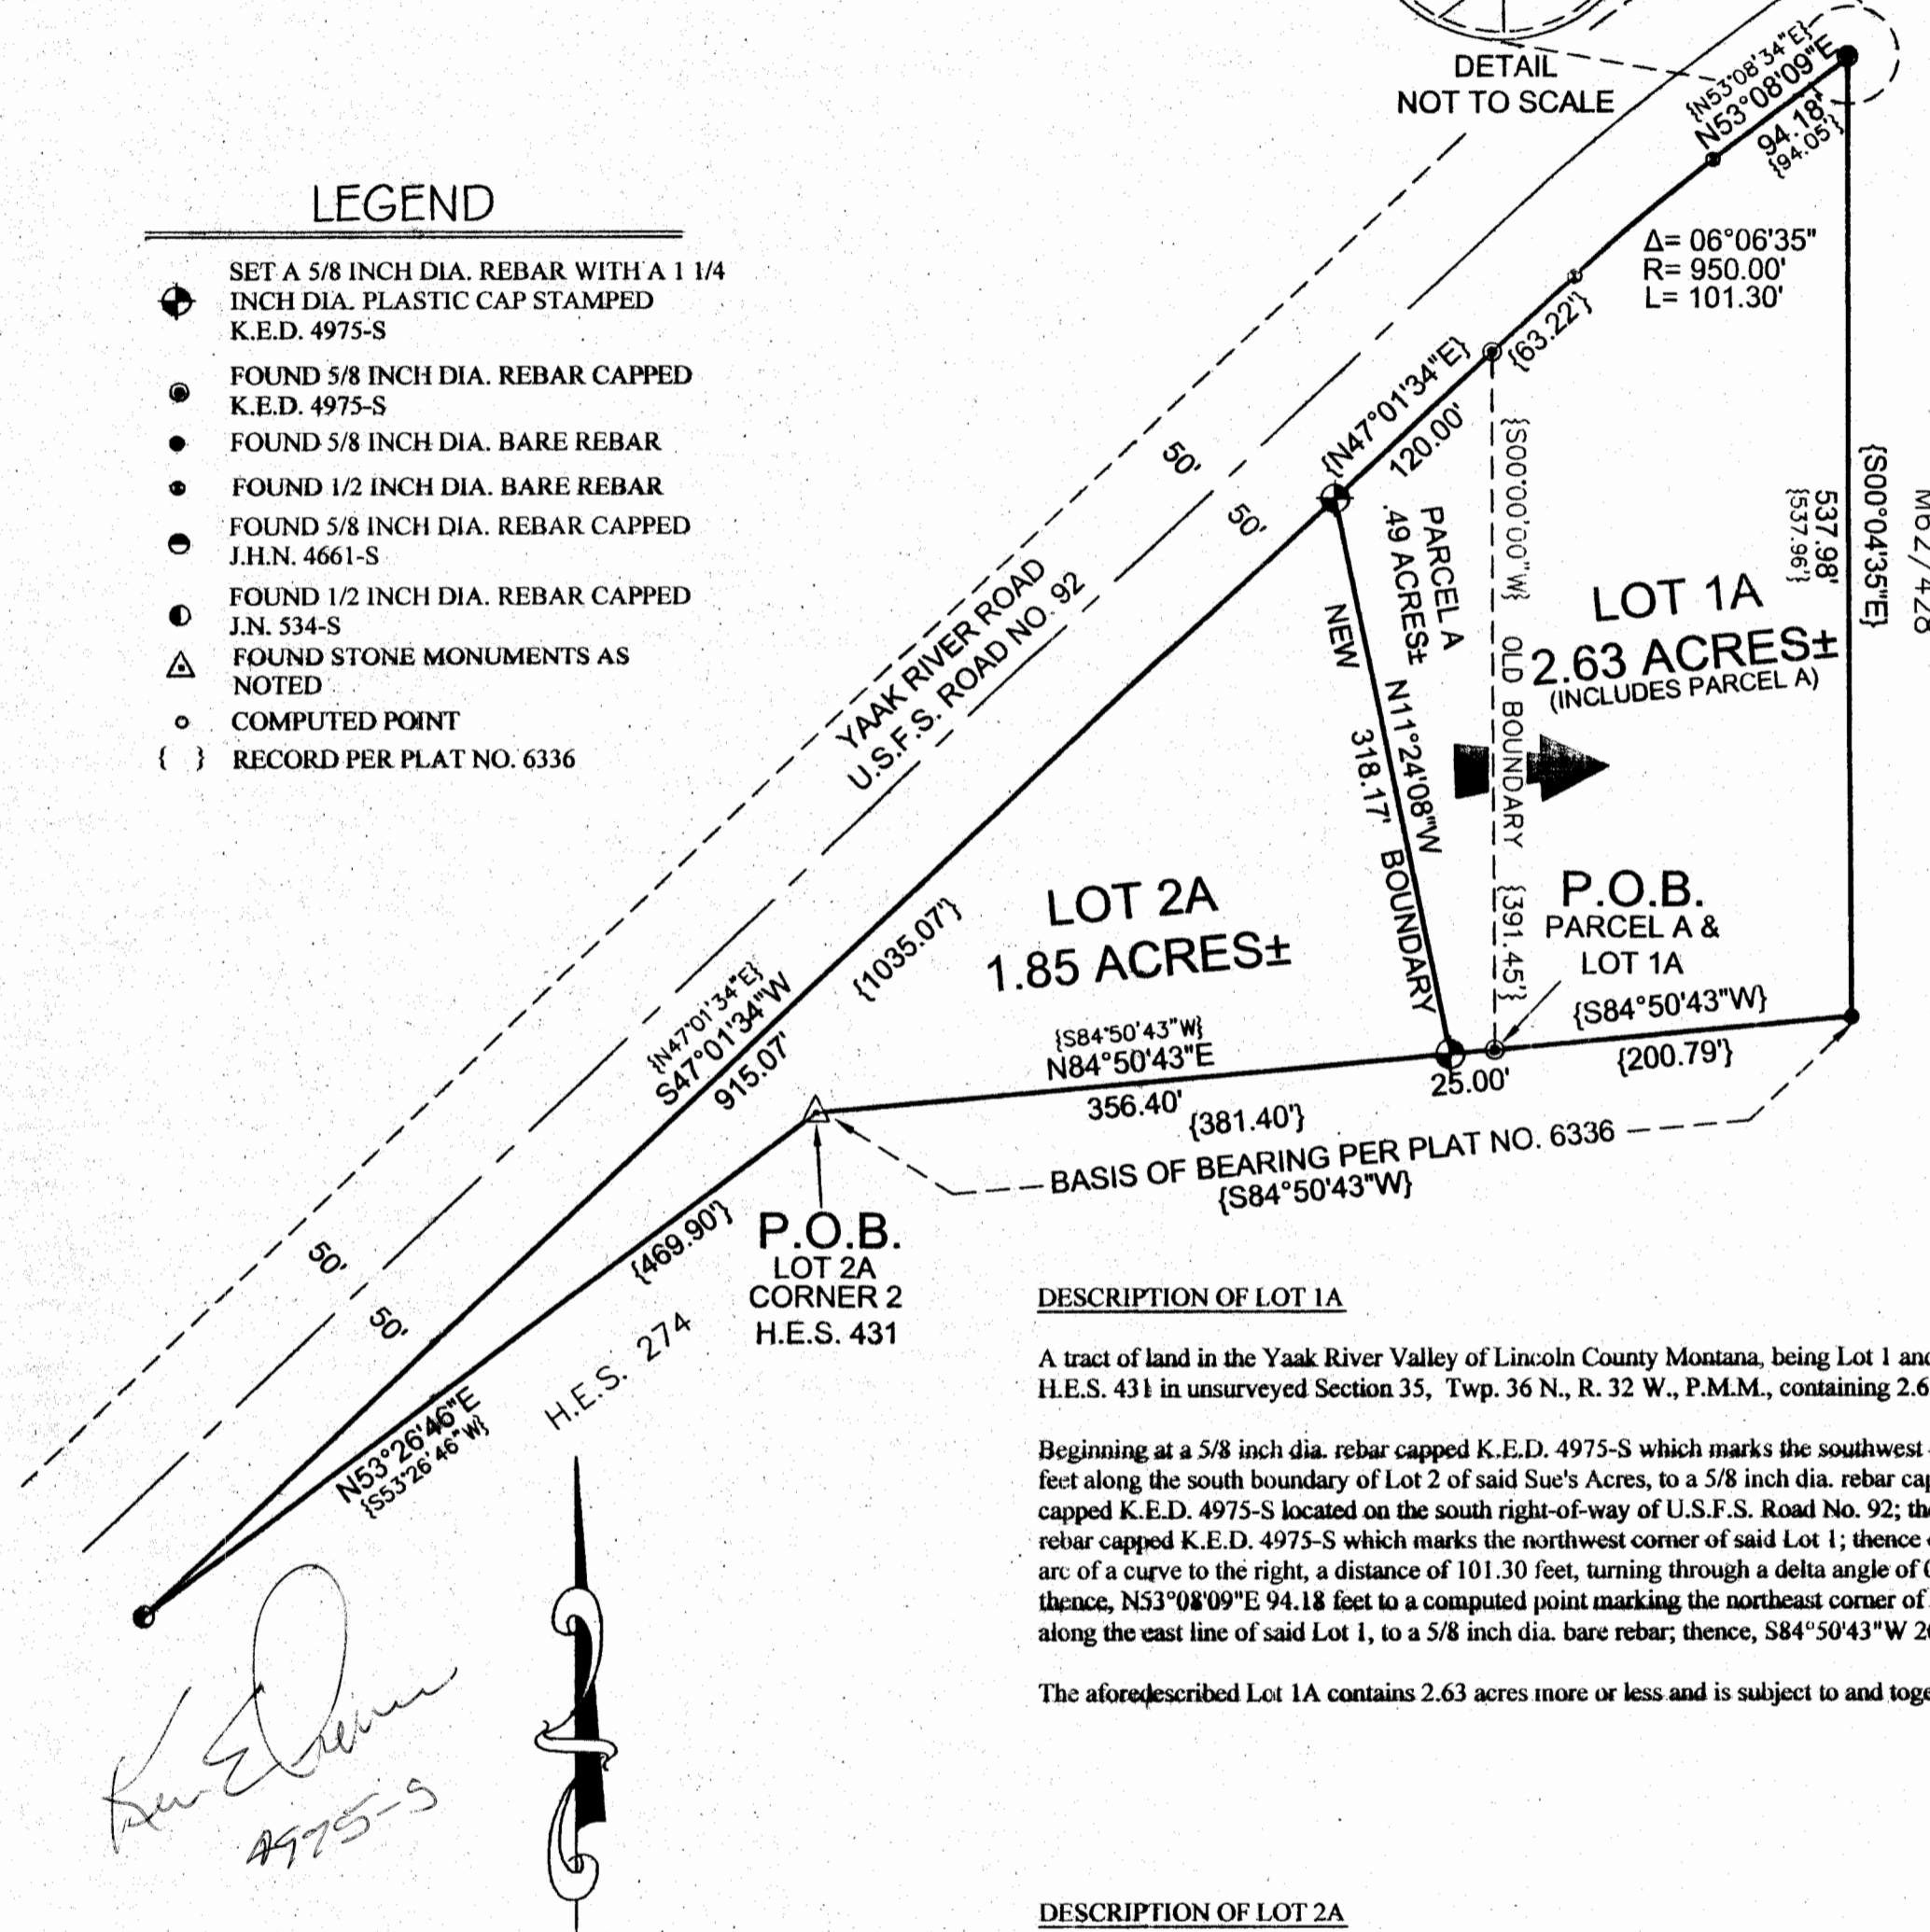 DETAIL
NOT TO SCALE
{N53°08'34"E}
N53°08'09"E
94.18'
{94.05'}
LEGEND
SET A 5/8 INCH DIA. REBAR WITH A 1 1/4
INCH DIA. PLASTIC CAP STAMPED
K.E.D. 4975-S
FOUND 5/8 INCH DIA. REBAR CAPPED
K.E.D. 4975-S
FOUND 5/8 INCH DIA. BARE REBAR
FOUND 1/2 INCH DIA. BARE REBAR
FOUND 5/8 INCH DIA. REBAR CAPPED
J.H.N. 4661-S
FOUND 1/2 INCH DIA. REBAR CAPPED
J.N. 534-S
FOUND STONE MONUMENTS AS
NOTED
COMPUTED POINT
{ } RECORD PER PLAT NO. 6336
Δ= 06°06'35"
R= 950.00'
L= 101.30'
{63.22'}
{N47°01'34"E}
120.00'
50'
50'
YAAK RIVER ROAD
U.S.F.S. ROAD NO. 92
PARCEL A
.49 ACRES±
{S00°00'00"W} OLD BOUNDARY {391.45'}
NEW 318.17' BOUNDARY
N11°24'08"W
LOT 1A
2.63 ACRES±
(INCLUDES PARCEL A)
537.98'
{537.96'}
{S00°04'35"E}
M62/428
LOT 2A
1.85 ACRES±
P.O.B.
PARCEL A &
LOT 1A
{S84°50'43"W}
{200.79'}
{1035.07'}
{N47°01'34"E}
S47°01'34"W
915.07'
{S84°50'43"W}
N84°50'43"E
356.40'
{381.40'}
25.00'
BASIS OF BEARING PER PLAT NO. 6336
{S84°50'43"W}
{469.90'}
P.O.B.
LOT 2A
CORNER 2
H.E.S. 431
50'
50'
H.E.S. 274
N53°26'46"E
{S53°26'46"W}
DESCRIPTION OF LOT 1A
A tract of land in the Yaak River Valley of Lincoln County Montana, being Lot 1 and
H.E.S. 431 in unsurveyed Section 35, Twp. 36 N., R. 32 W., P.M.M., containing 2.6
Beginning at a 5/8 inch dia. rebar capped K.E.D. 4975-S which marks the southwest
feet along the south boundary of Lot 2 of said Sue's Acres, to a 5/8 inch dia. rebar cap
capped K.E.D. 4975-S located on the south right-of-way of U.S.F.S. Road No. 92; the
rebar capped K.E.D. 4975-S which marks the northwest corner of said Lot 1; thence
arc of a curve to the right, a distance of 101.30 feet, turning through a delta angle of 0
thence, N53°08'09"E 94.18 feet to a computed point marking the northeast corner of
along the east line of said Lot 1, to a 5/8 inch dia. bare rebar; thence, S84°50'43"W 2
The aforedescribed Lot 1A contains 2.63 acres more or less and is subject to and toge
4975-S
DESCRIPTION OF LOT 2A